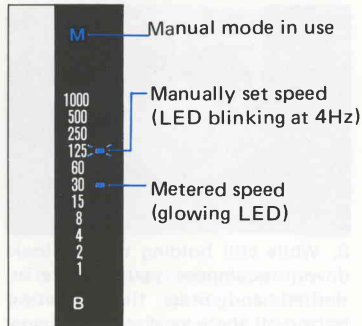 M
Manual mode in use
1000
500
250
125
60
30
15
8
4
2
1
B
Manually set speed
(LED blinking at 4Hz)
Metered speed
(glowing LED)